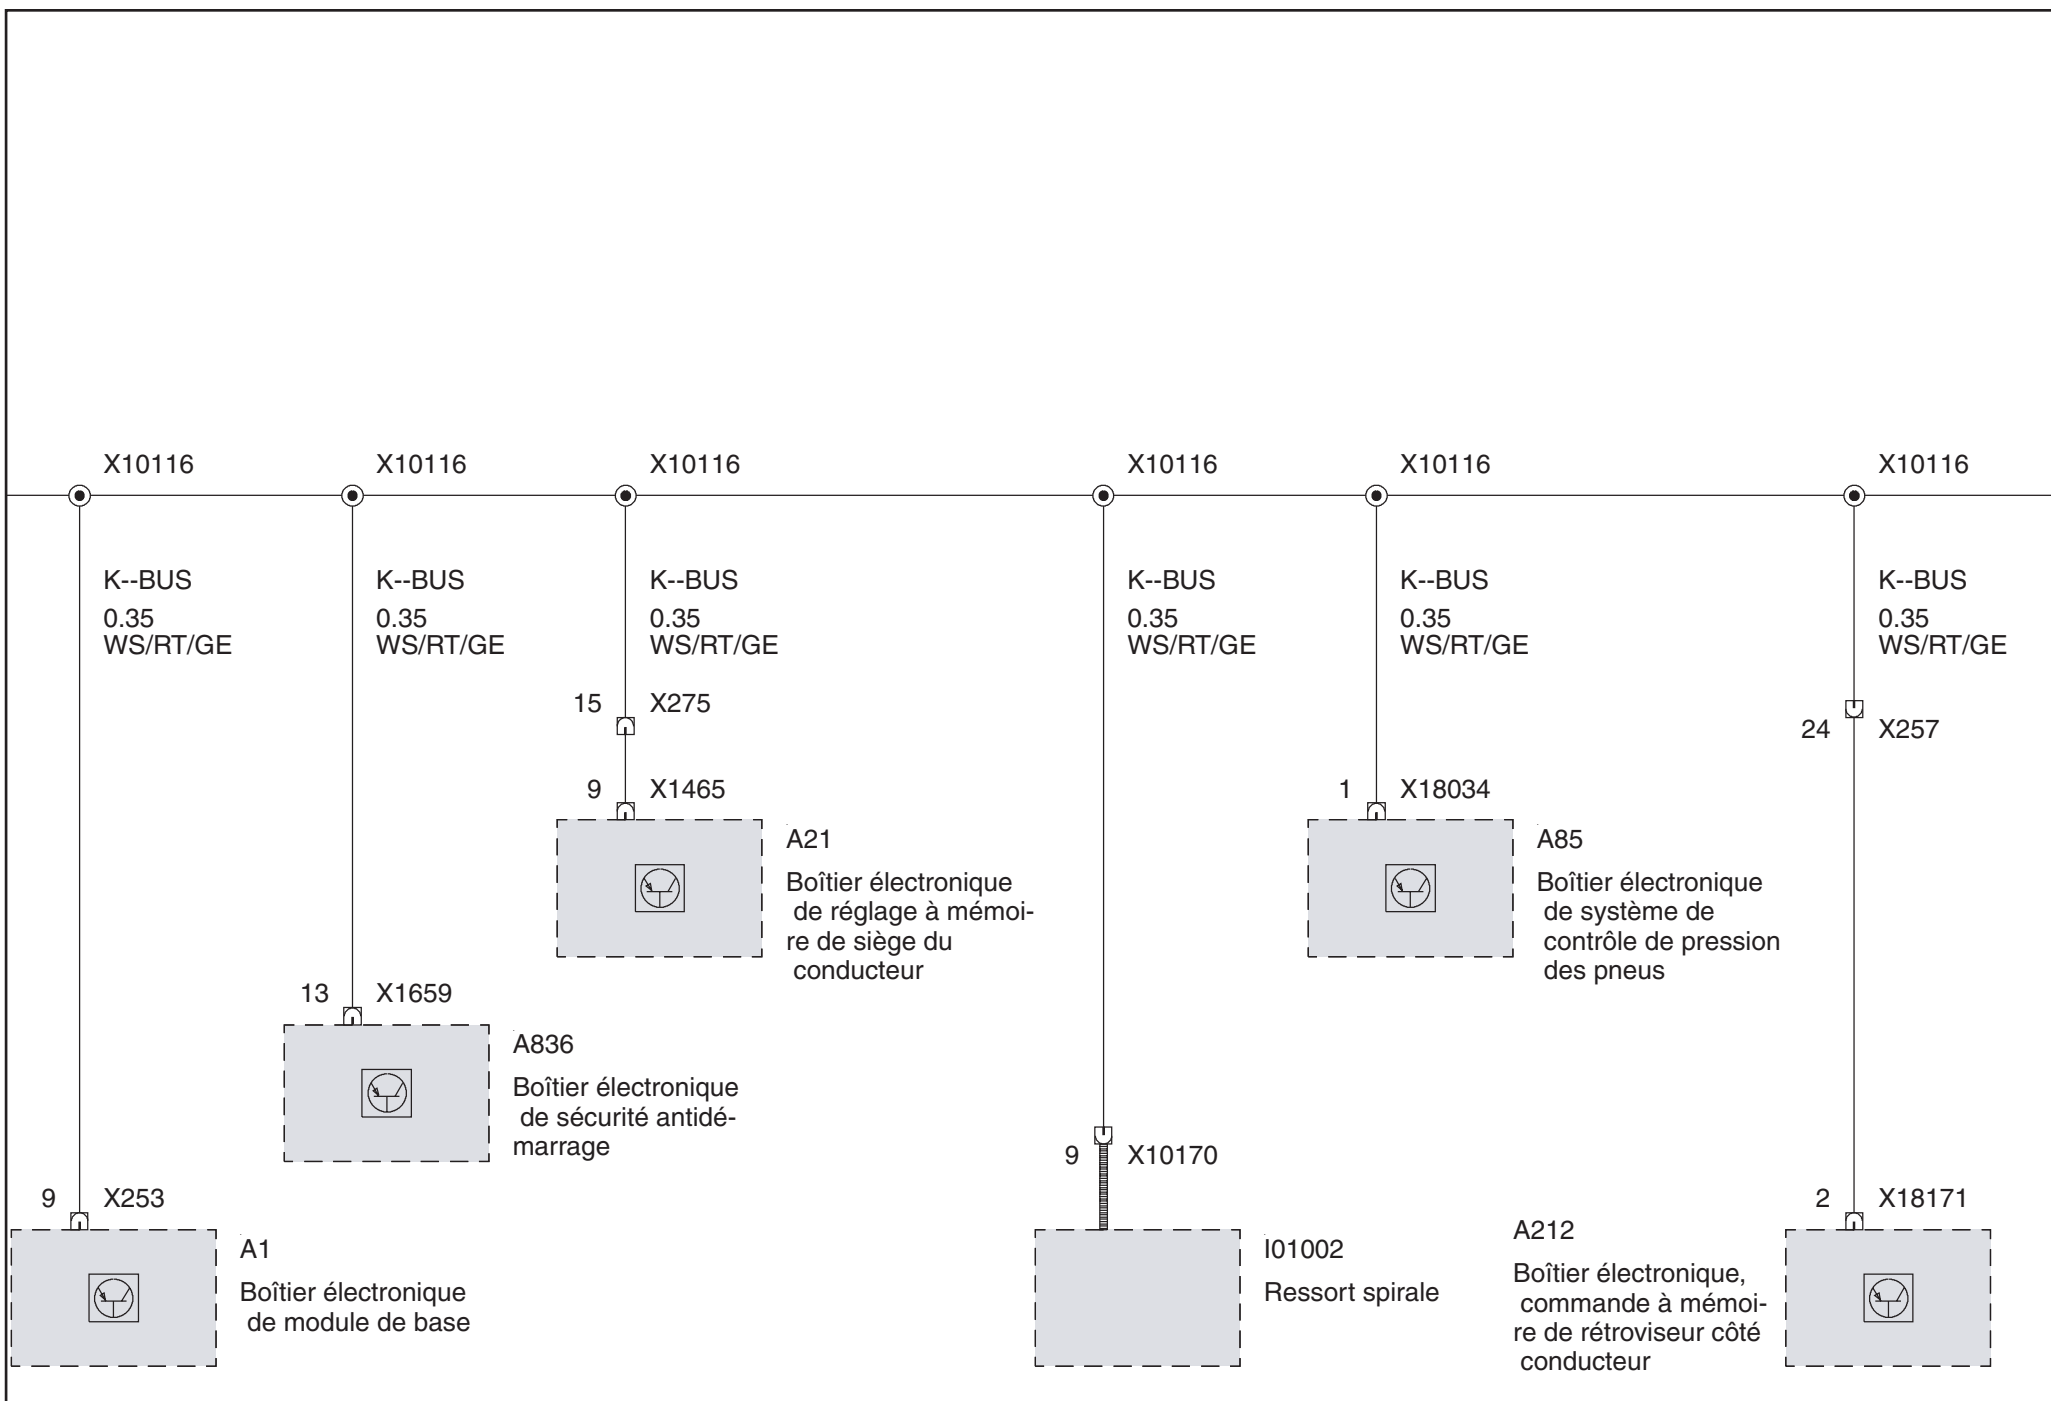 X10116
X10116
X10116
X10116
X10116
X10116
K--BUS
0.35
WS/RT/GE
K--BUS
0.35
WS/RT/GE
K--BUS
0.35
WS/RT/GE
K--BUS
0.35
WS/RT/GE
K--BUS
0.35
WS/RT/GE
K--BUS
0.35
WS/RT/GE
15 X275
24 X257
9 X1465
1 X18034
A21
Boîtier électronique
de réglage à mémoi-
re de siège du
conducteur
A85
Boîtier électronique
de système de
contrôle de pression
des pneus
13 X1659
A836
Boîtier électronique
de sécurité antidé-
marrage
9 X10170
9 X253
2 X18171
A1
Boîtier électronique
de module de base
I01002
Ressort spirale
A212
Boîtier électronique,
commande à mémoi-
re de rétroviseur côté
conducteur